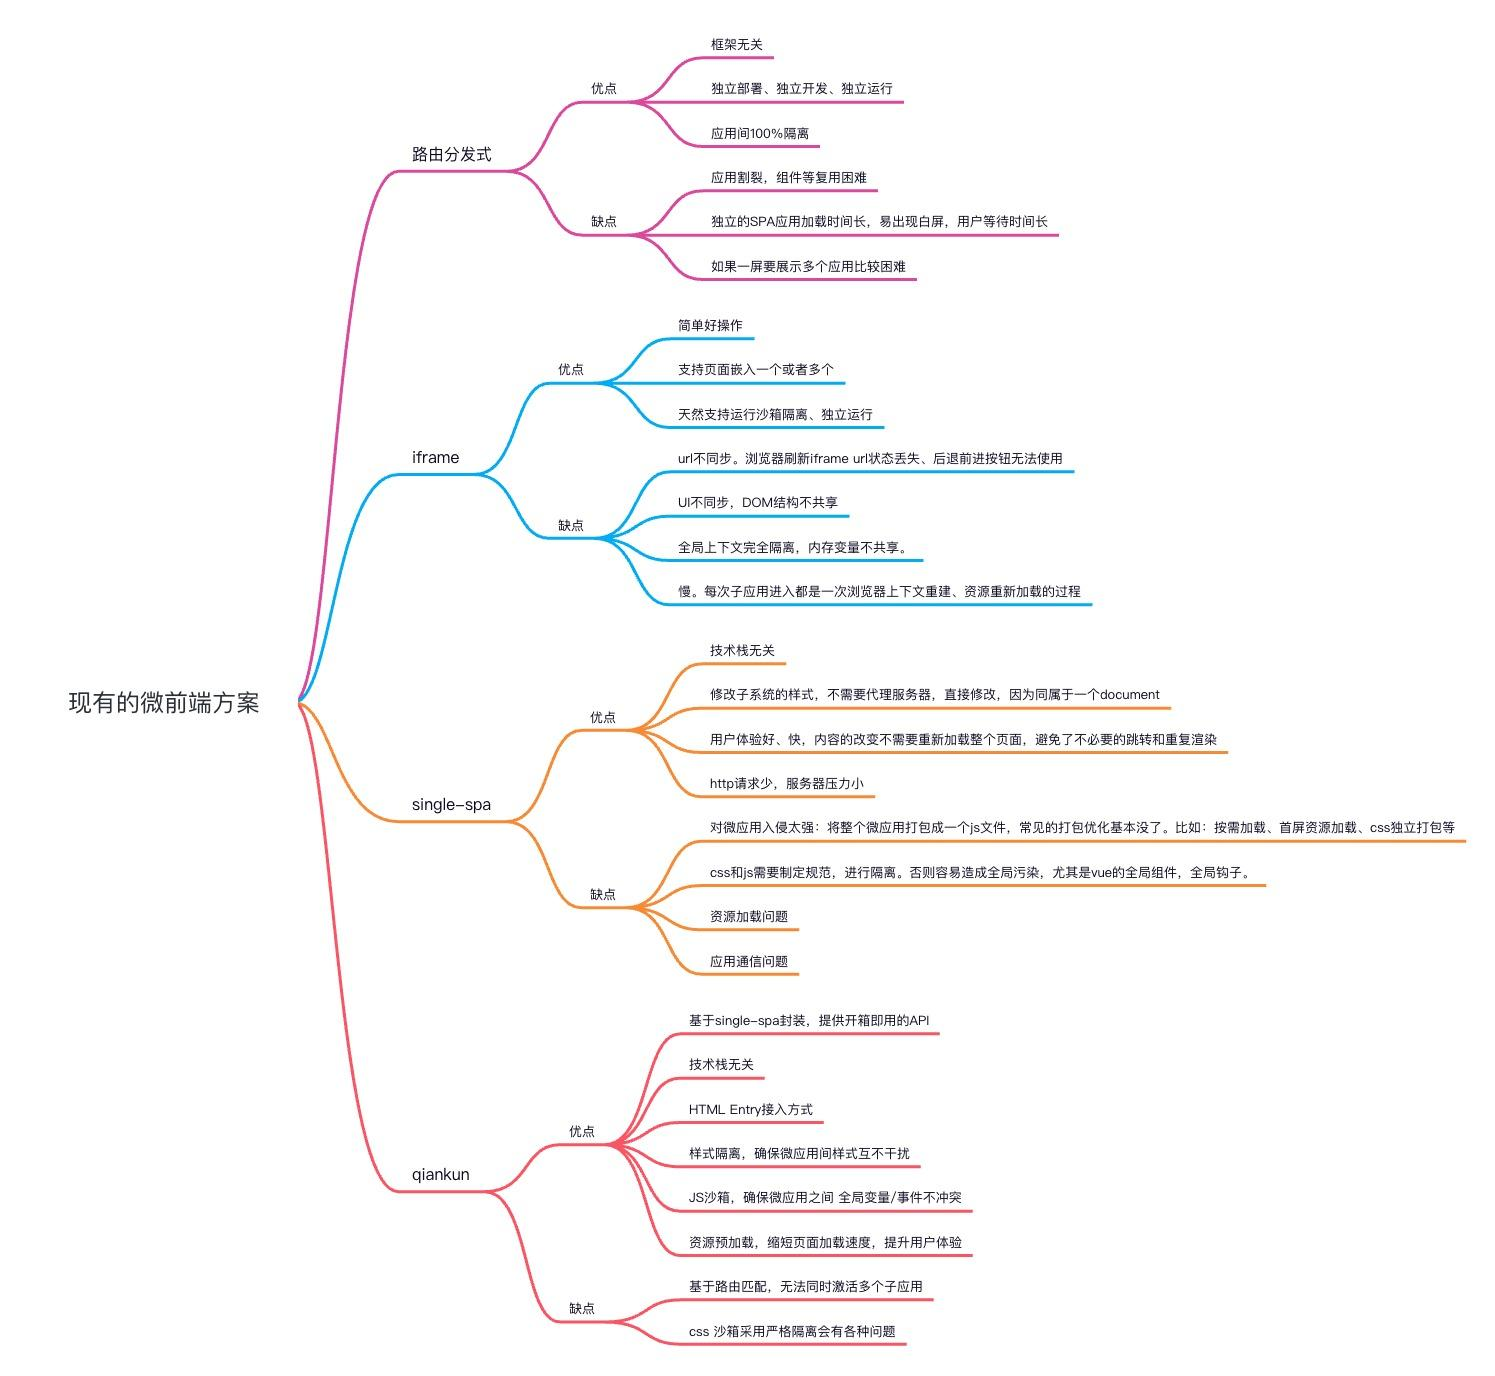 现有的微前端方案
路由分发式
优点
框架无关
独立部署、独立开发、独立运行
应用间100%隔离
缺点
应用割裂，组件等复用困难
独立的SPA应用加载时间长，易出现白屏，用户等待时间长
如果一屏要展示多个应用比较困难
iframe
优点
简单好操作
支持页面嵌入一个或者多个
天然支持运行沙箱隔离、独立运行
缺点
url不同步。浏览器刷新iframe url状态丢失、后退前进按钮无法使用
UI不同步，DOM结构不共享
全局上下文完全隔离，内存变量不共享。
慢。每次子应用进入都是一次浏览器上下文重建、资源重新加载的过程
single-spa
优点
技术栈无关
修改子系统的样式，不需要代理服务器，直接修改，因为同属于一个document
用户体验好、快，内容的改变不需要重新加载整个页面，避免了不必要的跳转和重复渲染
http请求少，服务器压力小
缺点
对微应用入侵太强：将整个微应用打包成一个js文件，常见的打包优化基本没了。比如：按需加载、首屏资源加载、css独立打包等
css和js需要制定规范，进行隔离。否则容易造成全局污染，尤其是vue的全局组件，全局钩子。
资源加载问题
应用通信问题
qiankun
优点
基于single-spa封装，提供开箱即用的API
技术栈无关
HTML Entry接入方式
样式隔离，确保微应用间样式互不干扰
JS沙箱，确保微应用之间 全局变量/事件不冲突
资源预加载，缩短页面加载速度，提升用户体验
缺点
基于路由匹配，无法同时激活多个子应用
css 沙箱采用严格隔离会有各种问题